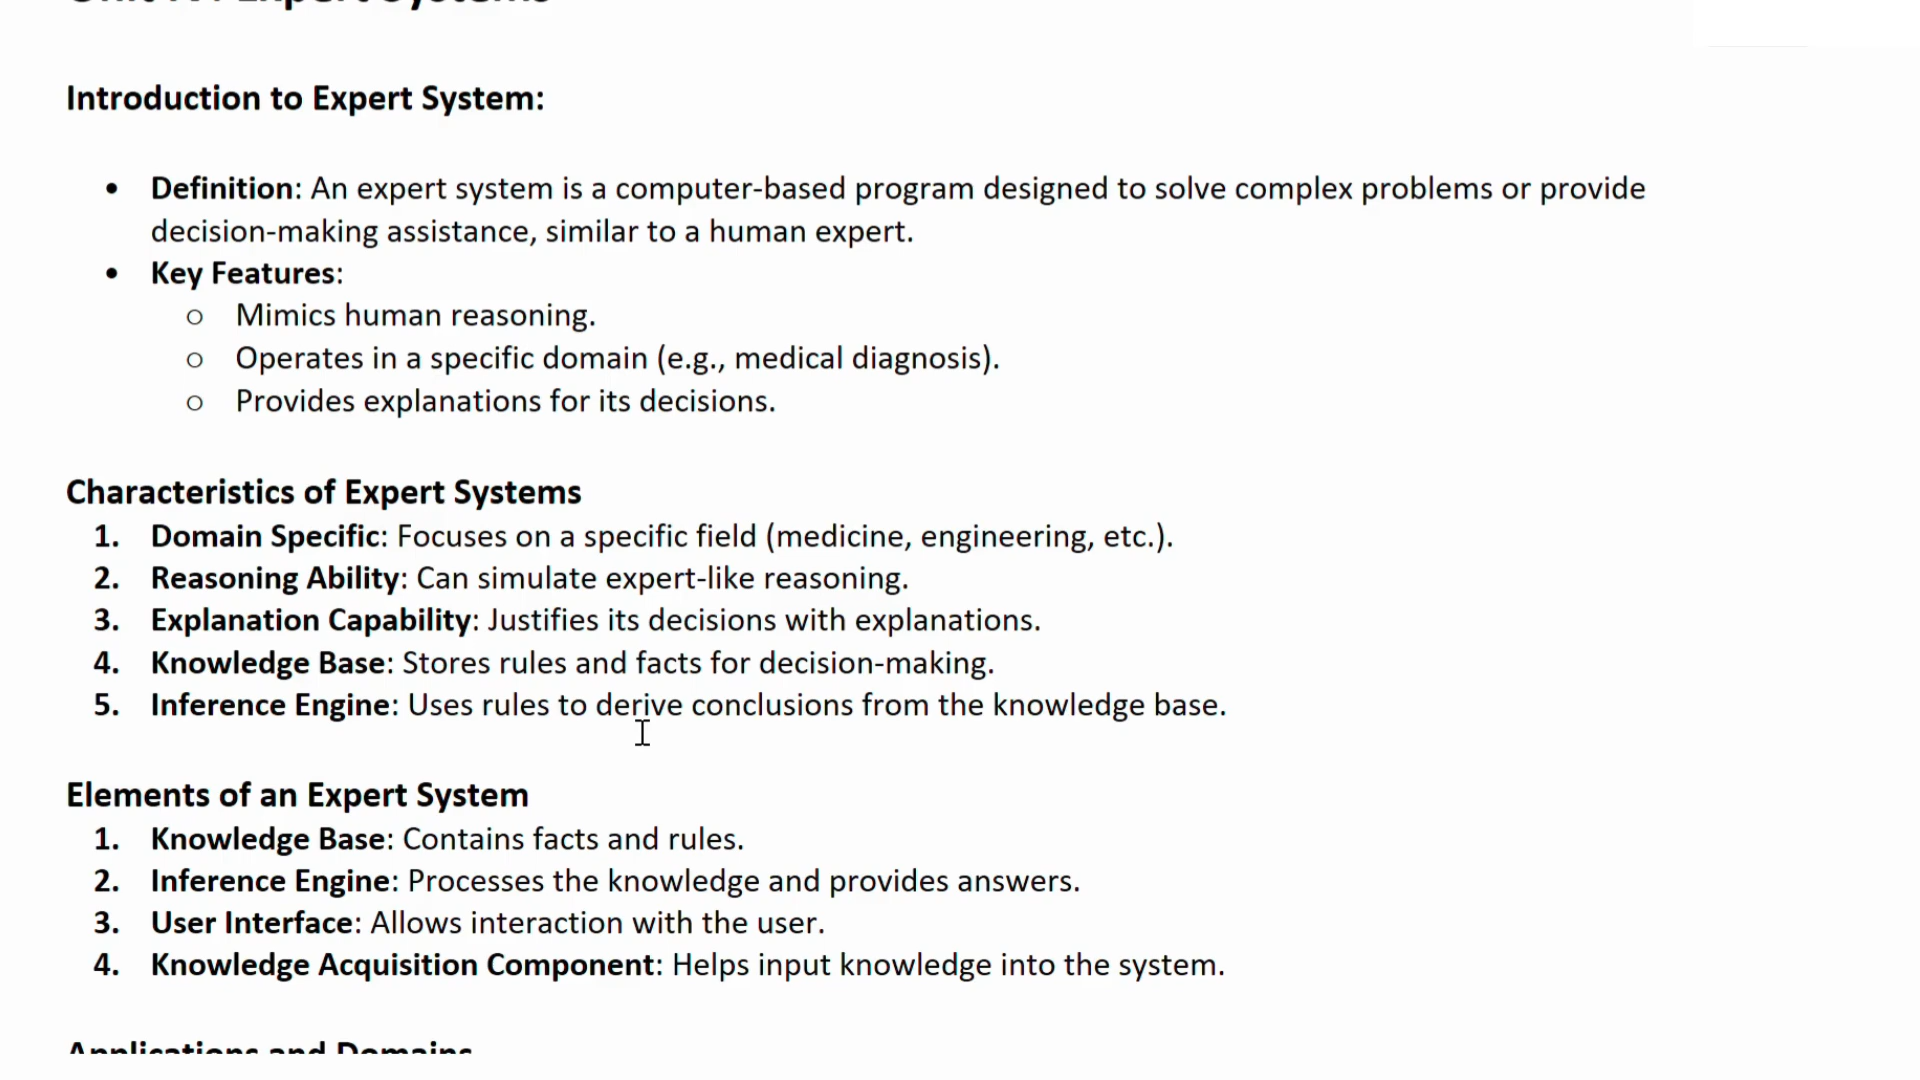 Expert Systems
Introduction to Expert System:
• Definition: An expert system is a computer-based program designed to solve complex problems or provide
decision-making assistance, similar to a human expert.
• Key Features:
○ Mimics human reasoning.
○ Operates in a specific domain (e.g., medical diagnosis).
○ Provides explanations for its decisions.
Characteristics of Expert Systems
1. Domain Specific: Focuses on a specific field (medicine, engineering, etc.).
2. Reasoning Ability: Can simulate expert-like reasoning.
3. Explanation Capability: Justifies its decisions with explanations.
4. Knowledge Base: Stores rules and facts for decision-making.
5. Inference Engine: Uses rules to derive conclusions from the knowledge base.
Elements of an Expert System
1. Knowledge Base: Contains facts and rules.
2. Inference Engine: Processes the knowledge and provides answers.
3. User Interface: Allows interaction with the user.
4. Knowledge Acquisition Component: Helps input knowledge into the system.
Applications and Domains